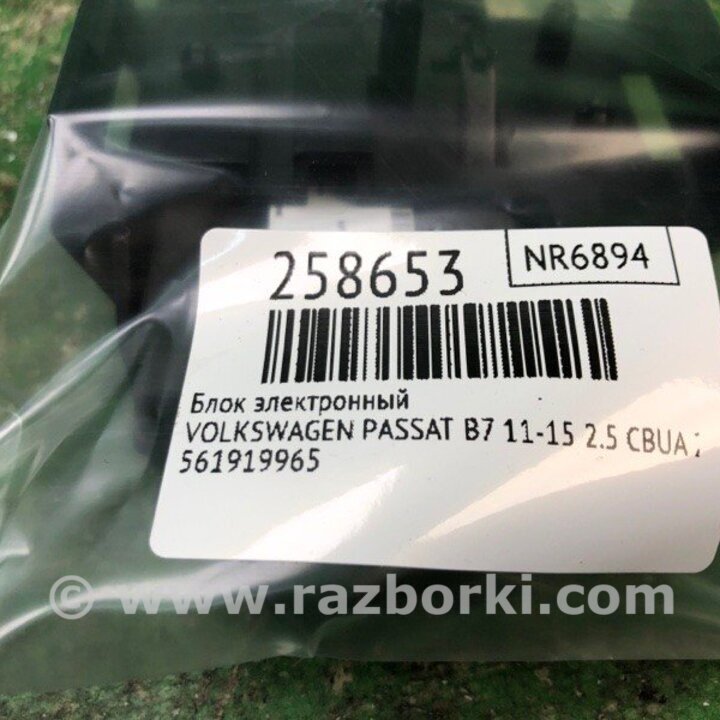 258653
NR6894
Блок электронный
VOLKSWAGEN PASSAT B7 11-15 2.5 CBUA
561919965
© www.razborki.com